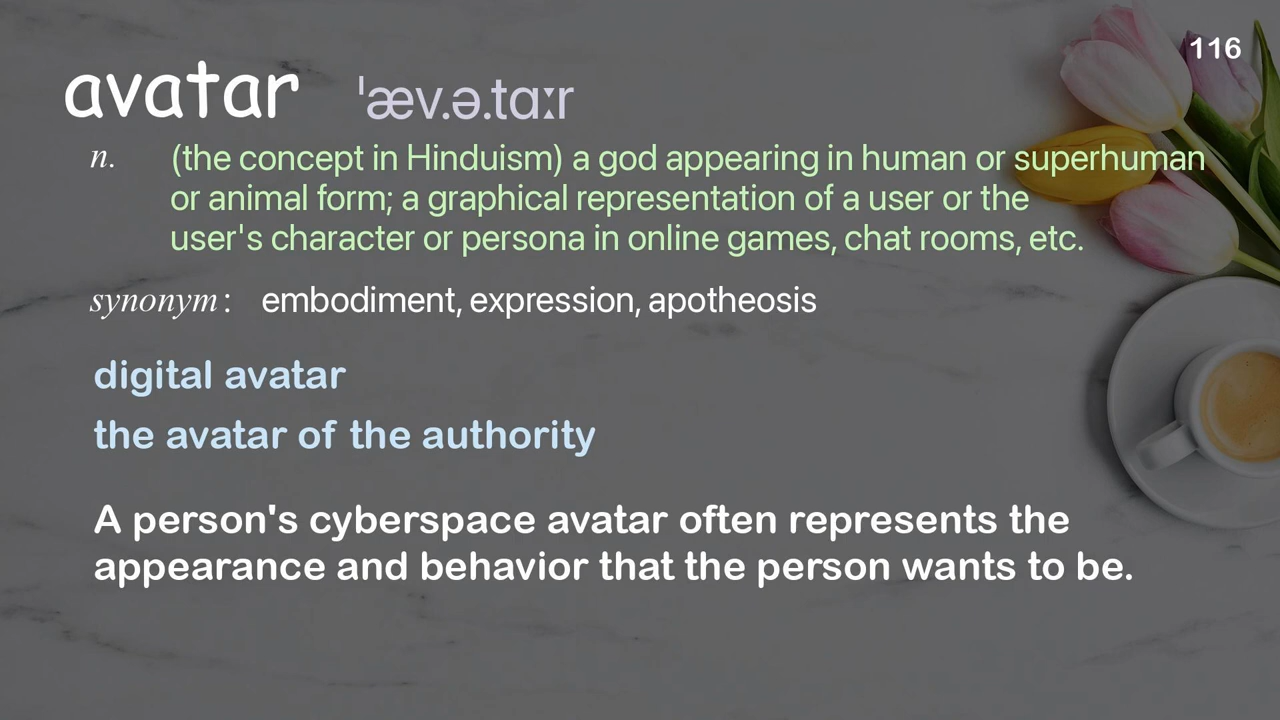 116
avatar ˈæv.ə.tɑːr
n. (the concept in Hinduism) a god appearing in human or superhuman
or animal form; a graphical representation of a user or the
user's character or persona in online games, chat rooms, etc.
synonym: embodiment, expression, apotheosis
digital avatar
the avatar of the authority
A person's cyberspace avatar often represents the
appearance and behavior that the person wants to be.